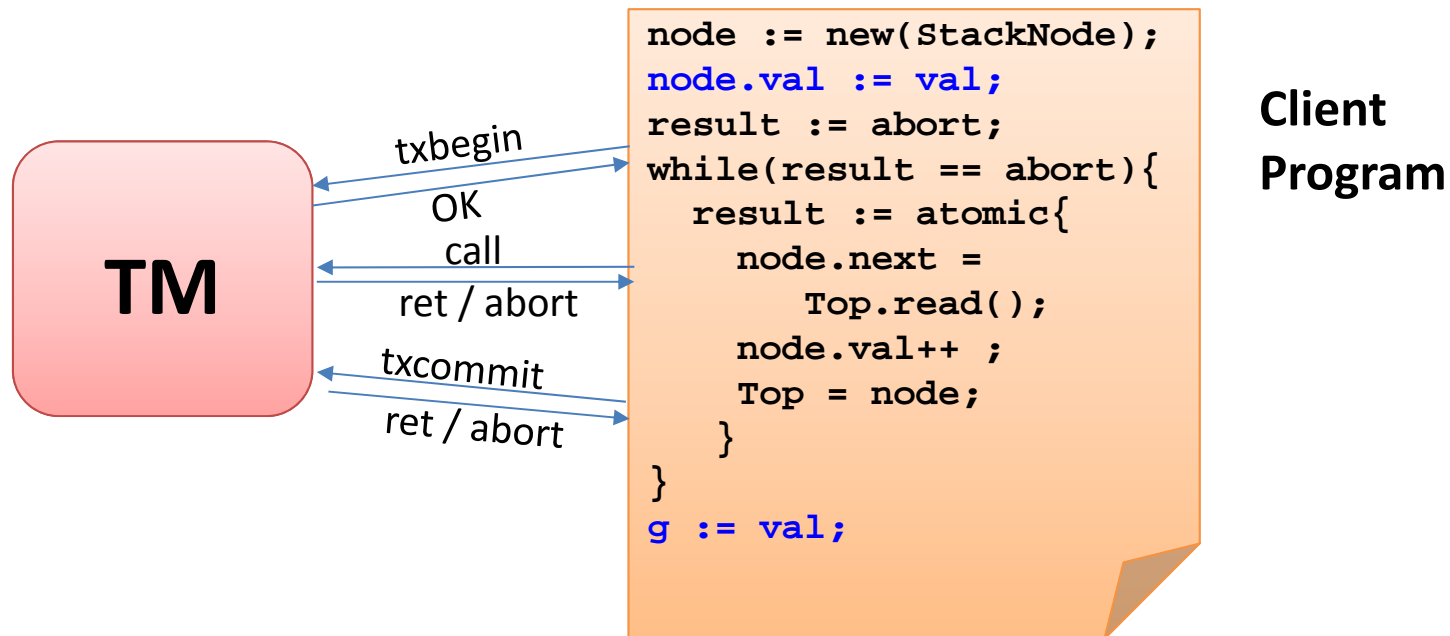 TM
txbegin
OK
call
ret / abort
txcommit
ret / abort
node := new(StackNode);
node.val := val;
result := abort;
while(result == abort){
result := atomic{
node.next =
Top.read();
node.val++ ;
Top = node;
}
}
g := val;
Client
Program